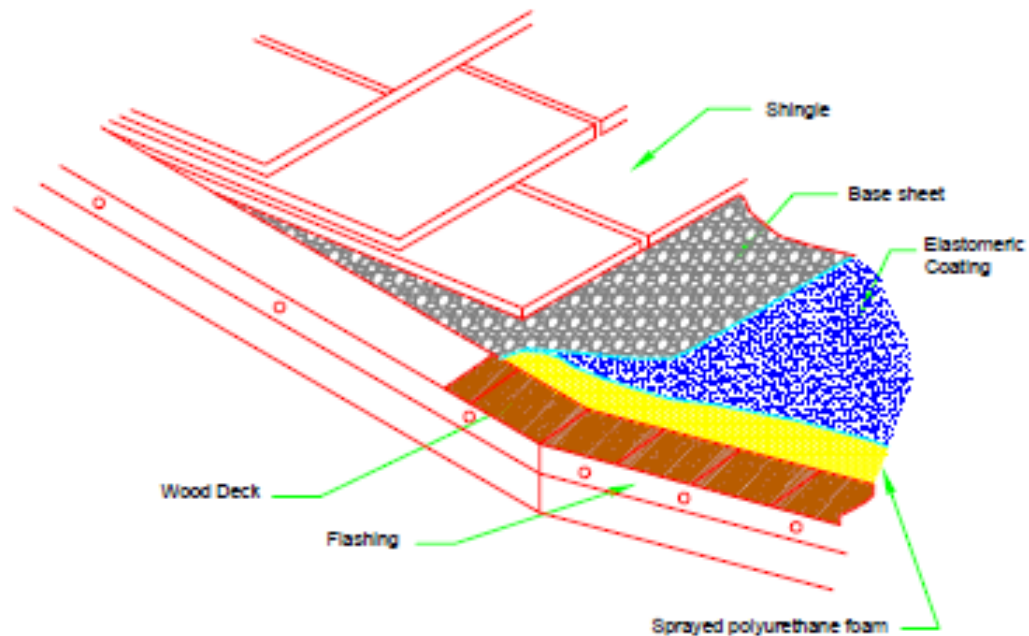 Shingle
Base sheet
Elastomeric
Coating
Wood Deck
Flashing
Sprayed polyurethane foam